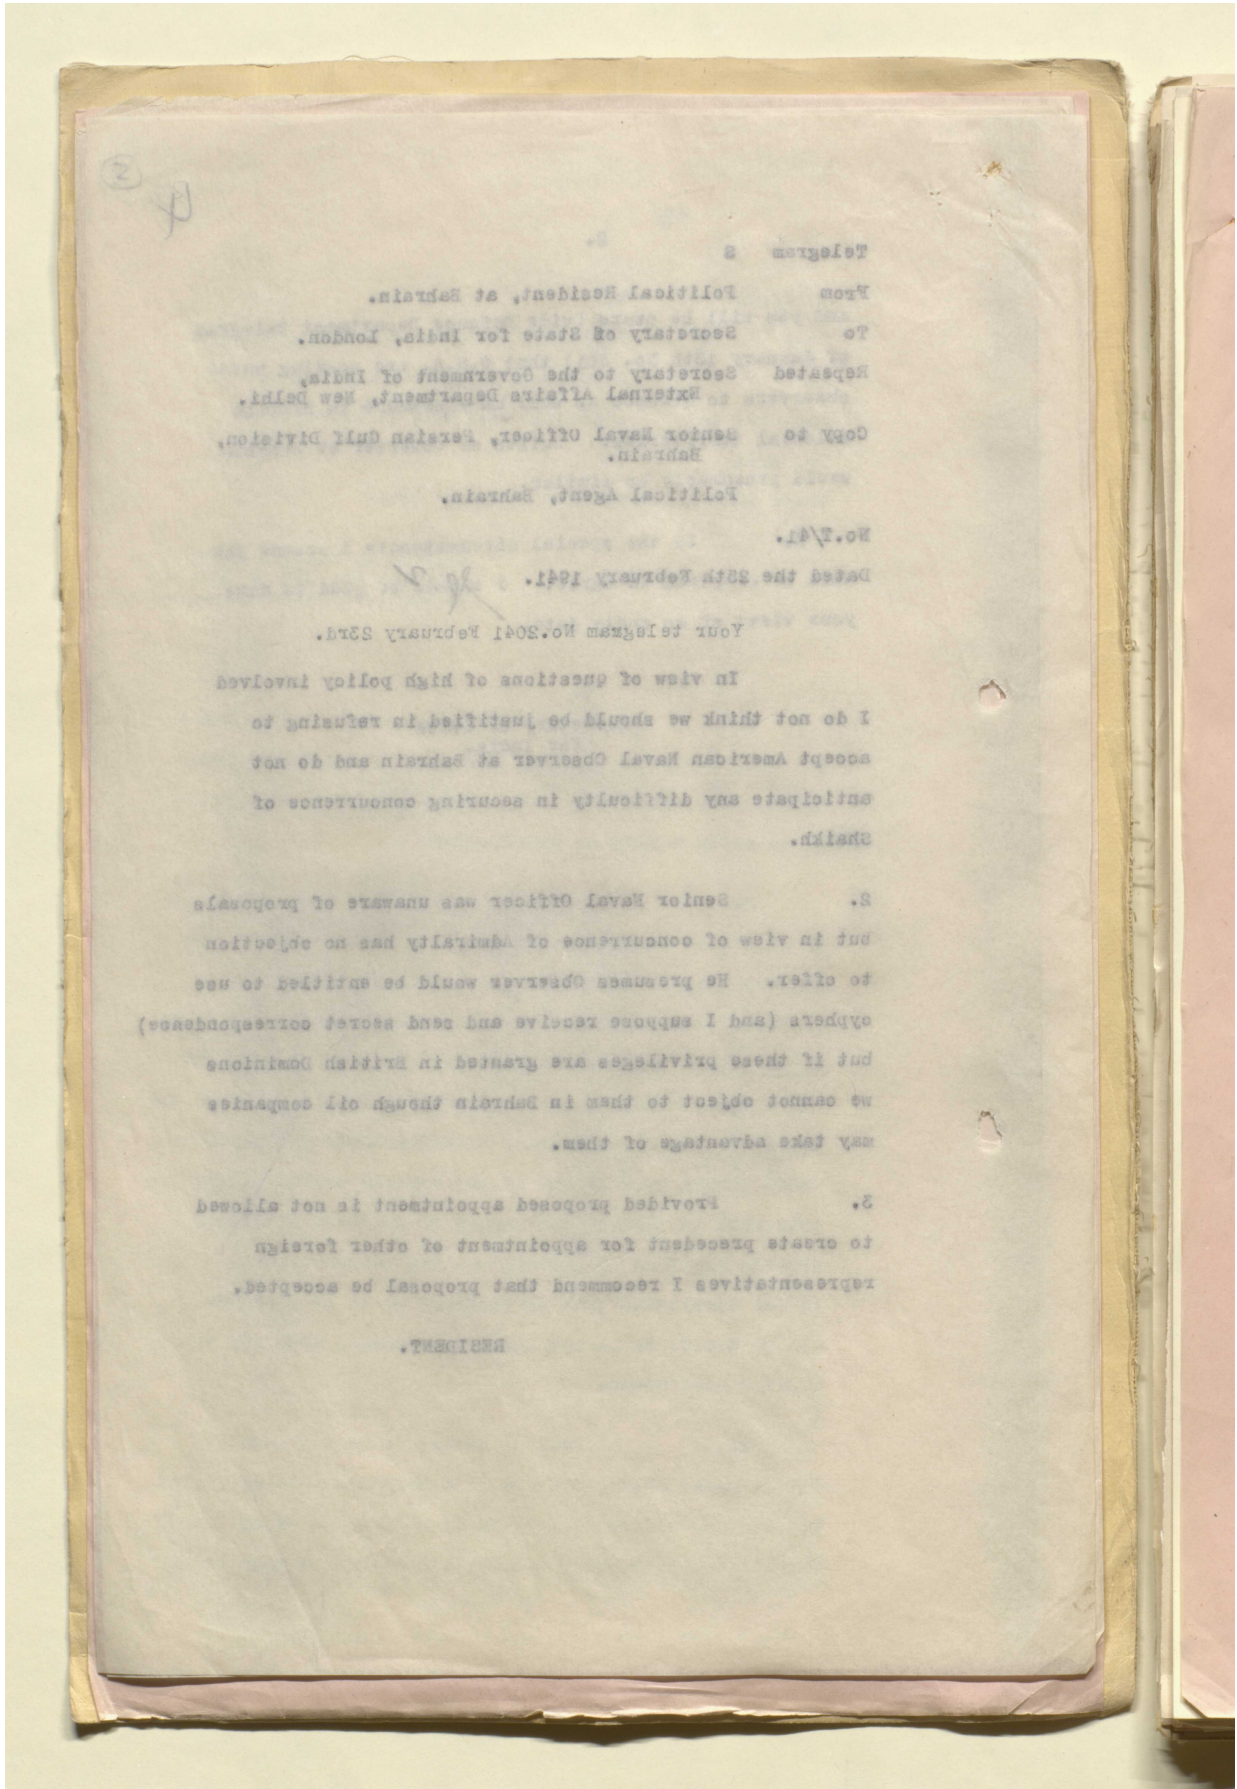 Telegram S
From Political Resident, at Bahrain.
To Secretary of State for India, London.
Repeated Secretary to the Government of India,
External Affairs Department, New Delhi.
Copy to Senior Naval Officer, Persian Gulf Division,
Bahrain.
Political Agent, Bahrain.
No.T/41.
Dated the 25th February 1941.
Your telegram No.2041 February 23rd.
In view of questions of high policy involved
I do not think we should be justified in refusing to
accept American Naval Observer at Bahrain and do not
anticipate any difficulty in securing concurrence of
Shaikh.
2. Senior Naval Officer was unaware of proposals
but in view of concurrence of Admiralty has no objection
to offer. He presumes Observer would be entitled to use
cyphers (and I suppose receive and send secret correspondence)
but if these privileges are granted in British Dominions
we cannot object to them in Bahrain though oil companies
may take advantage of them.
3. Provided proposed appointment is not allowed
to create precedent for appointment of other foreign
representatives I recommend that proposal be accepted.
RESIDENT.